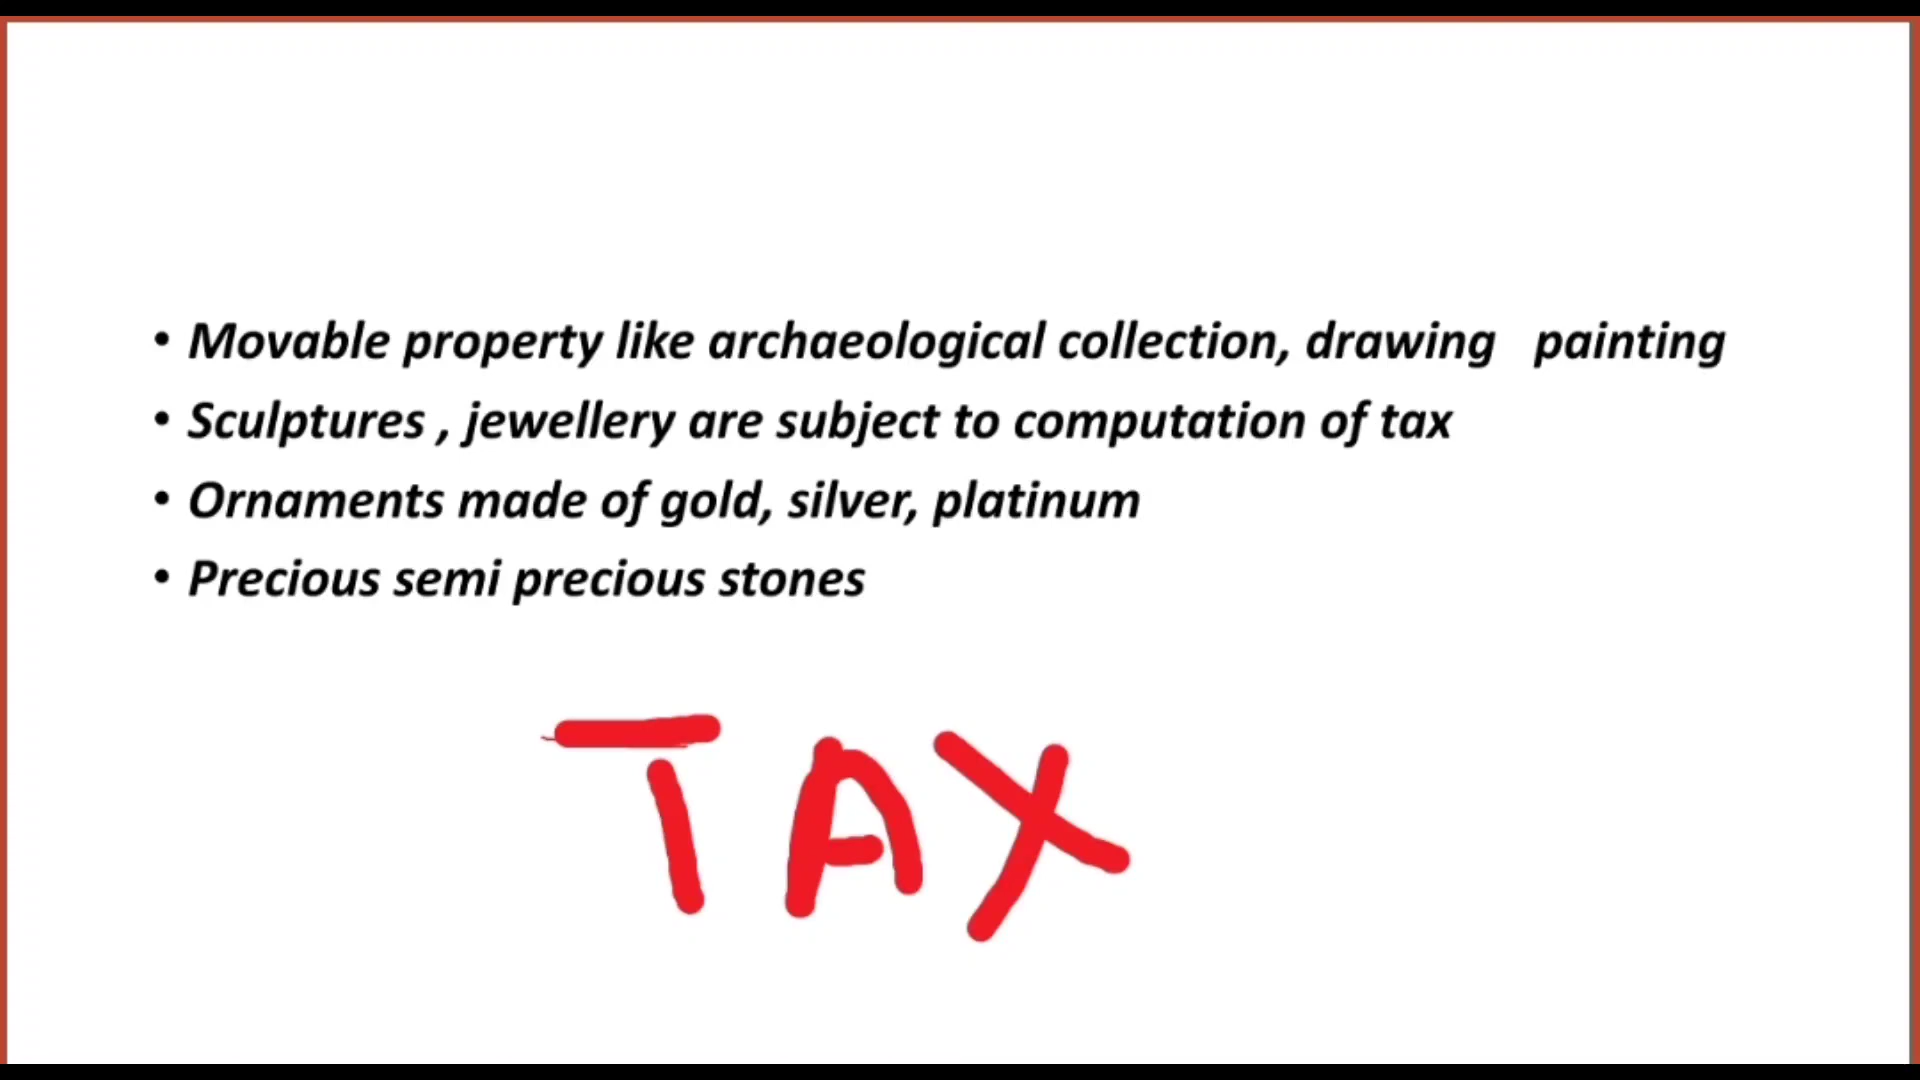 • Movable property like archaeological collection, drawing   painting
• Sculptures , jewellery are subject to computation of tax
• Ornaments made of gold, silver, platinum
• Precious semi precious stones
TAX